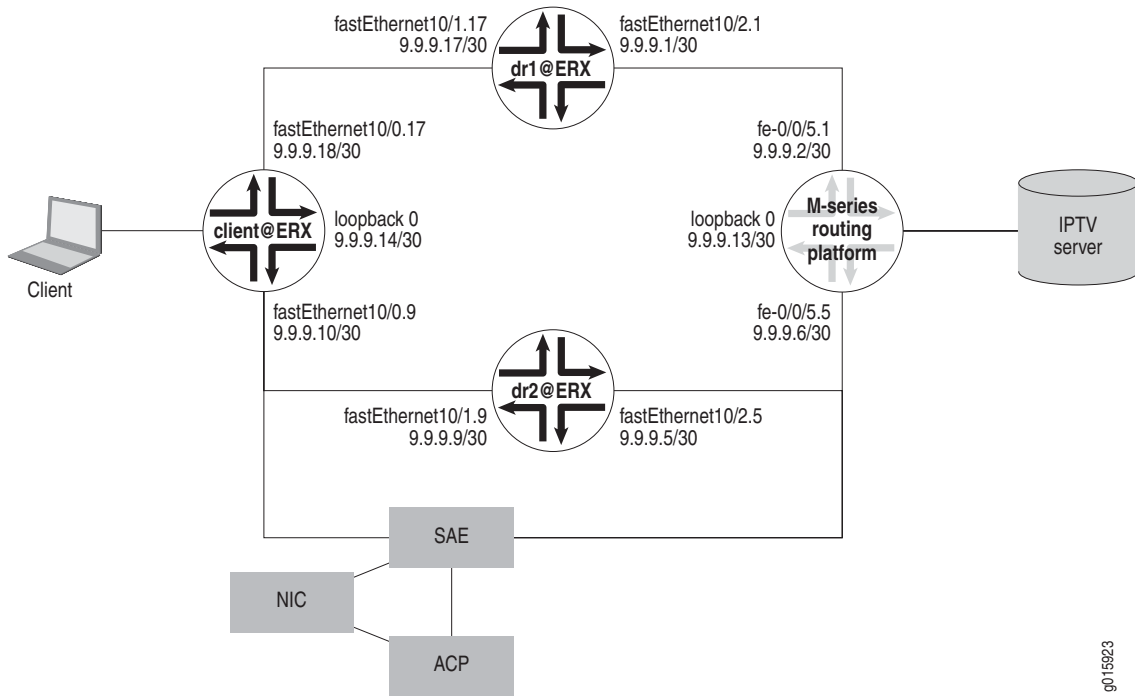 fastEthernet10/1.17
9.9.9.17/30
fastEthernet10/2.1
9.9.9.1/30
dr1@ERX
fastEthernet10/0.17
9.9.9.18/30
fe-0/0/5.1
9.9.9.2/30
Client
client@ERX
loopback 0
9.9.9.14/30
loopback 0
9.9.9.13/30
M-series
routing
platform
IPTV
server
fastEthernet10/0.9
9.9.9.10/30
fe-0/0/5.5
9.9.9.6/30
dr2@ERX
fastEthernet10/1.9
9.9.9.9/30
fastEthernet10/2.5
9.9.9.5/30
SAE
NIC
ACP
g015923